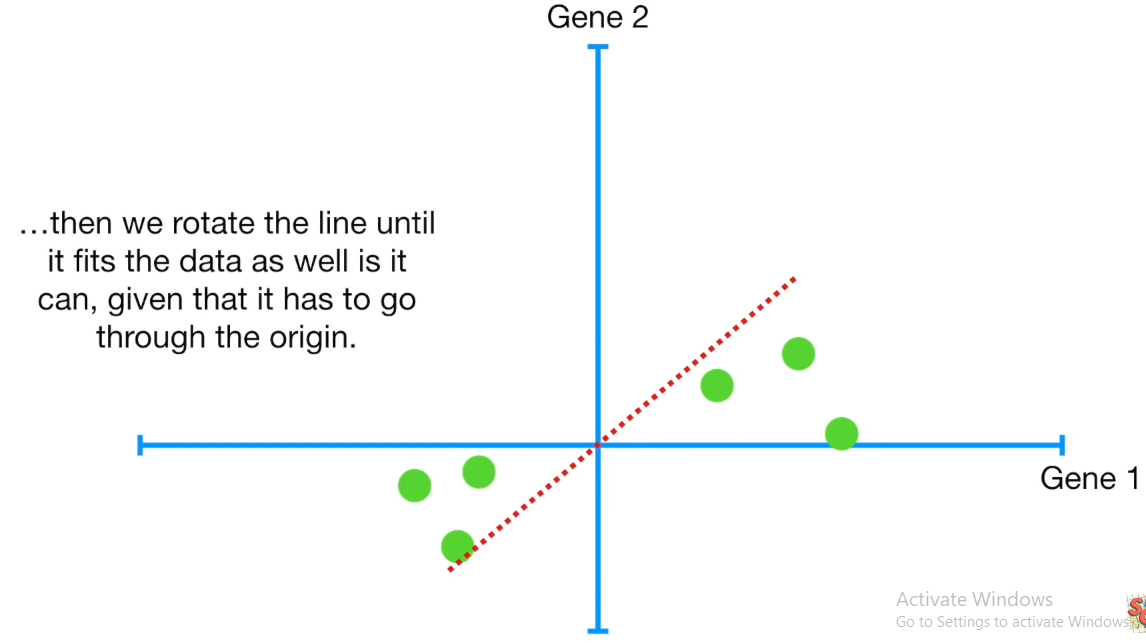 Gene 2
...then we rotate the line until
it fits the data as well is it
can, given that it has to go
through the origin.
Gene 1
Activate Windows
Go to Settings to activate Windows